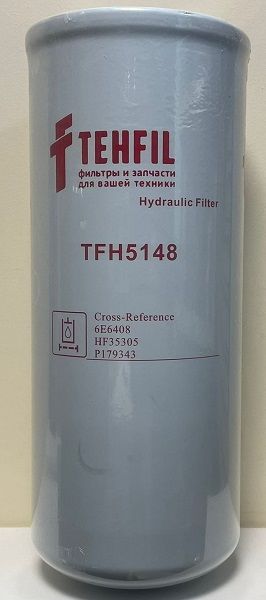 TEHFIL
фильтры и запчасти
для вашей техники
Hydraulic Filter
TFH5148
Cross-Reference
6E6408
HF35305
P179343